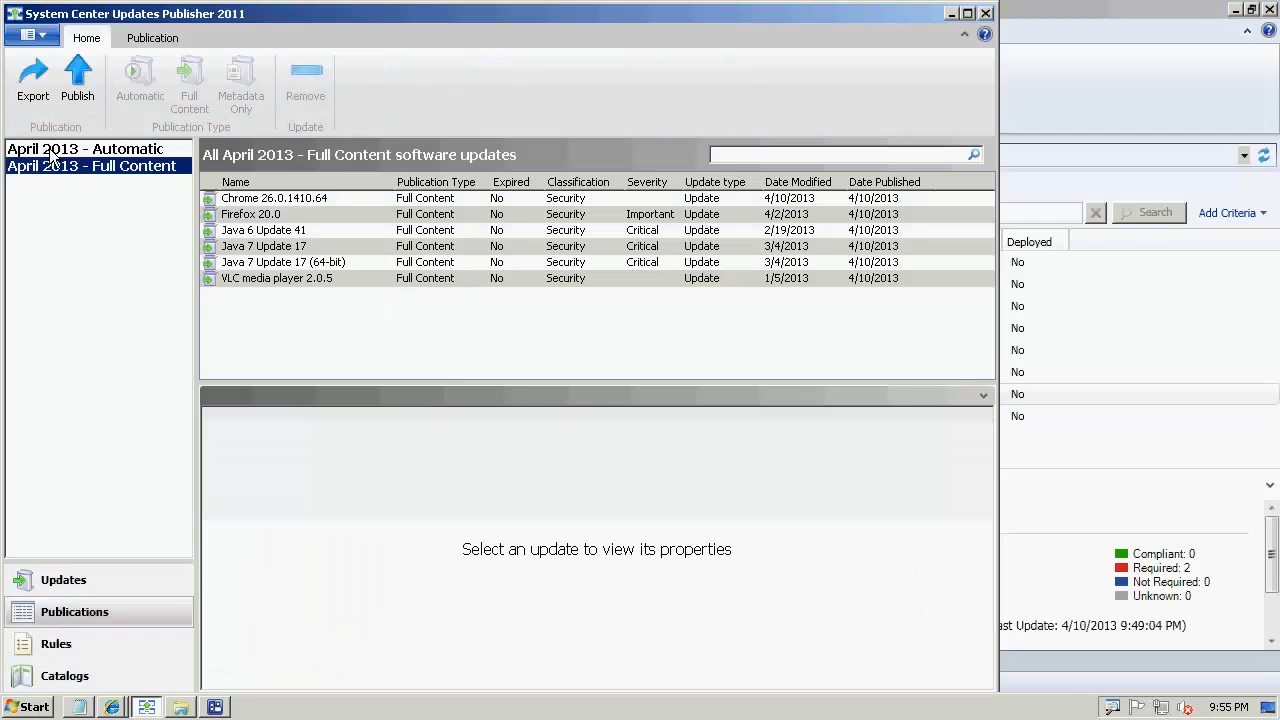 System Center Updates Publisher 2011
Home Publication
Export Publish Automatic Full Content Metadata Only Remove
Publication Publication Type Update
April 2013 - Automatic
April 2013 - Full Content
All April 2013 - Full Content software updates
Name Publication Type Expired Classification Severity Update type Date Modified Date Published
Chrome 26.0.1410.64 Full Content No Security Update 4/10/2013 4/10/2013
Firefox 20.0 Full Content No Security Important Update 4/2/2013 4/10/2013
Java 6 Update 41 Full Content No Security Critical Update 2/19/2013 4/10/2013
Java 7 Update 17 Full Content No Security Critical Update 3/4/2013 4/10/2013
Java 7 Update 17 (64-bit) Full Content No Security Critical Update 3/4/2013 4/10/2013
VLC media player 2.0.5 Full Content No Security Update 1/5/2013 4/10/2013
Select an update to view its properties
Updates
Publications
Rules
Catalogs
Search Add Criteria
Deployed
No
No
No
No
No
No
No
No
Compliant: 0
Required: 2
Not Required: 0
Unknown: 0
ast Update: 4/10/2013 9:49:04 PM)
Start 9:55 PM